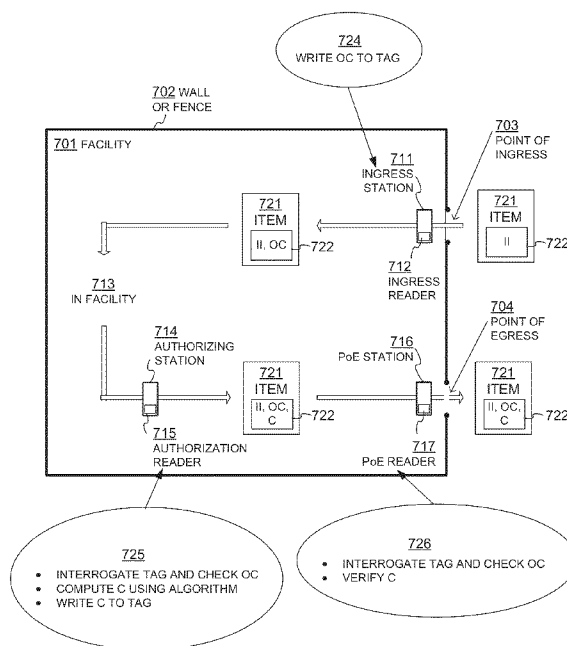 724
WRITE OC TO TAG
702 WALL
OR FENCE
701 FACILITY
703
POINT OF
INGRESS
711
INGRESS
STATION
721
ITEM
II, OC
722
721
ITEM
II
722
712
INGRESS
READER
713
IN FACILITY
714
AUTHORIZING
STATION
716
PoE STATION
704
POINT OF
EGRESS
721
ITEM
II, OC,
C
722
721
ITEM
II, OC,
C
722
715
AUTHORIZATION
READER
717
PoE READER
725
• INTERROGATE TAG AND CHECK OC
• COMPUTE C USING ALGORITHM
• WRITE C TO TAG
726
• INTERROGATE TAG AND CHECK OC
• VERIFY C